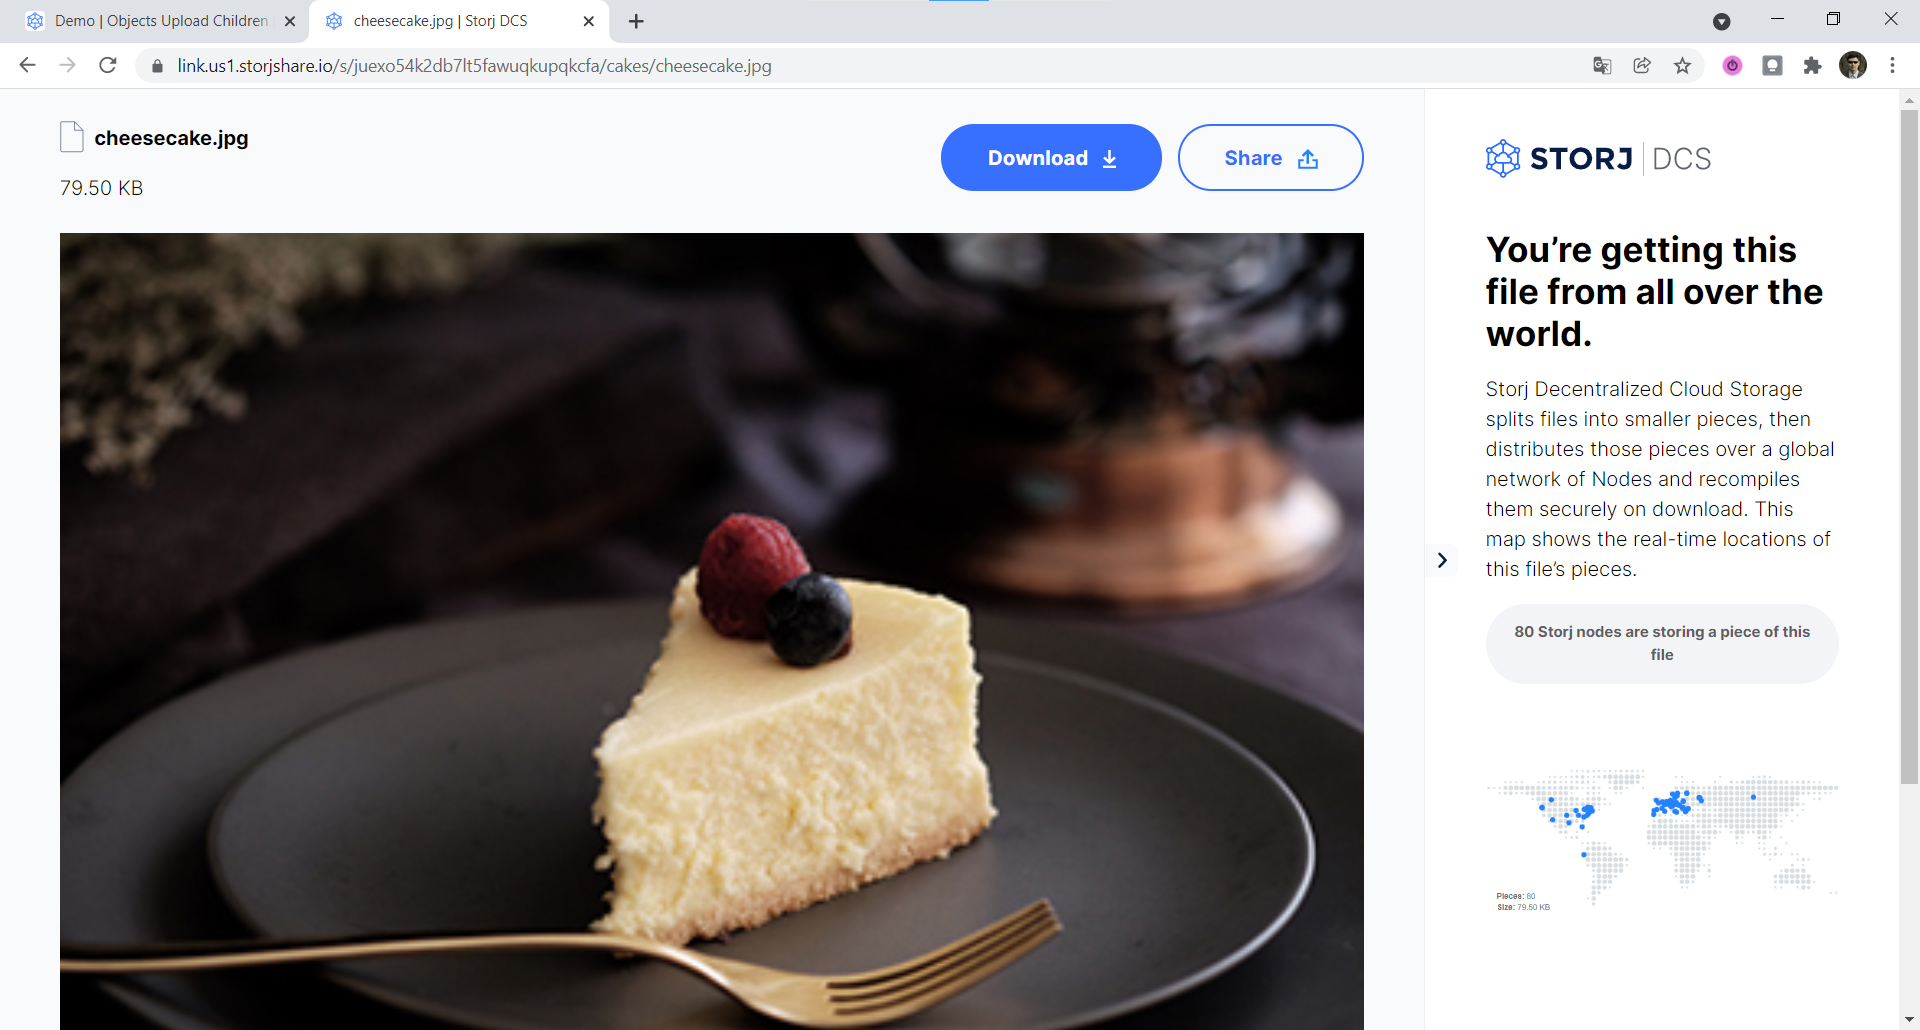 Demo | Objects Upload Children
cheesecake.jpg | Storj DCS
link.us1.storjshare.io/s/juexo54k2db7lt5fawuqkupqkcfa/cakes/cheesecake.jpg
cheesecake.jpg
79.50 KB
Download
Share
STORJ | DCS
You’re getting this
file from all over the
world.
Storj Decentralized Cloud Storage
splits files into smaller pieces, then
distributes those pieces over a global
network of Nodes and recompiles
them securely on download. This
map shows the real-time locations of
this file’s pieces.
80 Storj nodes are storing a piece of this
file
Pieces: 80
Size: 79.50 KB